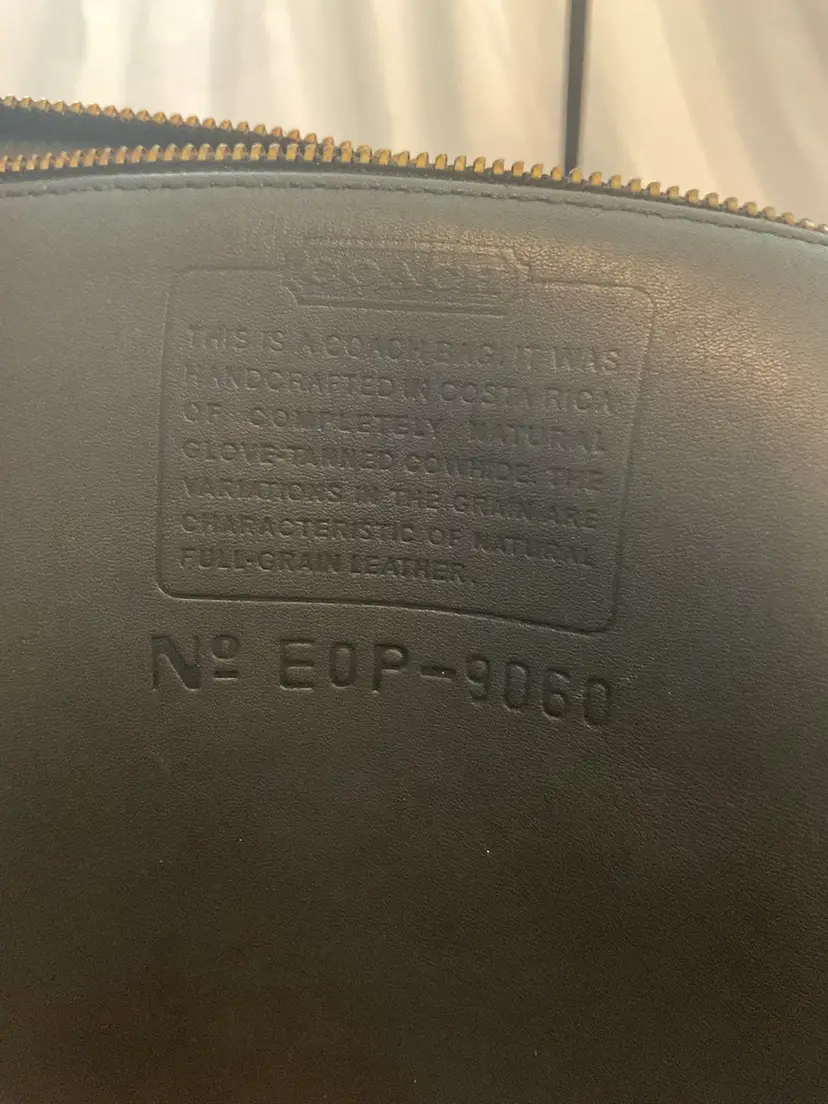 COACH
THIS IS A COACH BAG. IT WAS
HANDCRAFTED IN COSTA RICA
OF COMPLETELY NATURAL
GLOVE-TANNED COWHIDE. THE
VARIATIONS IN THE GRAIN ARE
CHARACTERISTIC OF NATURAL
FULL-GRAIN LEATHER.
Nº EOP-9060